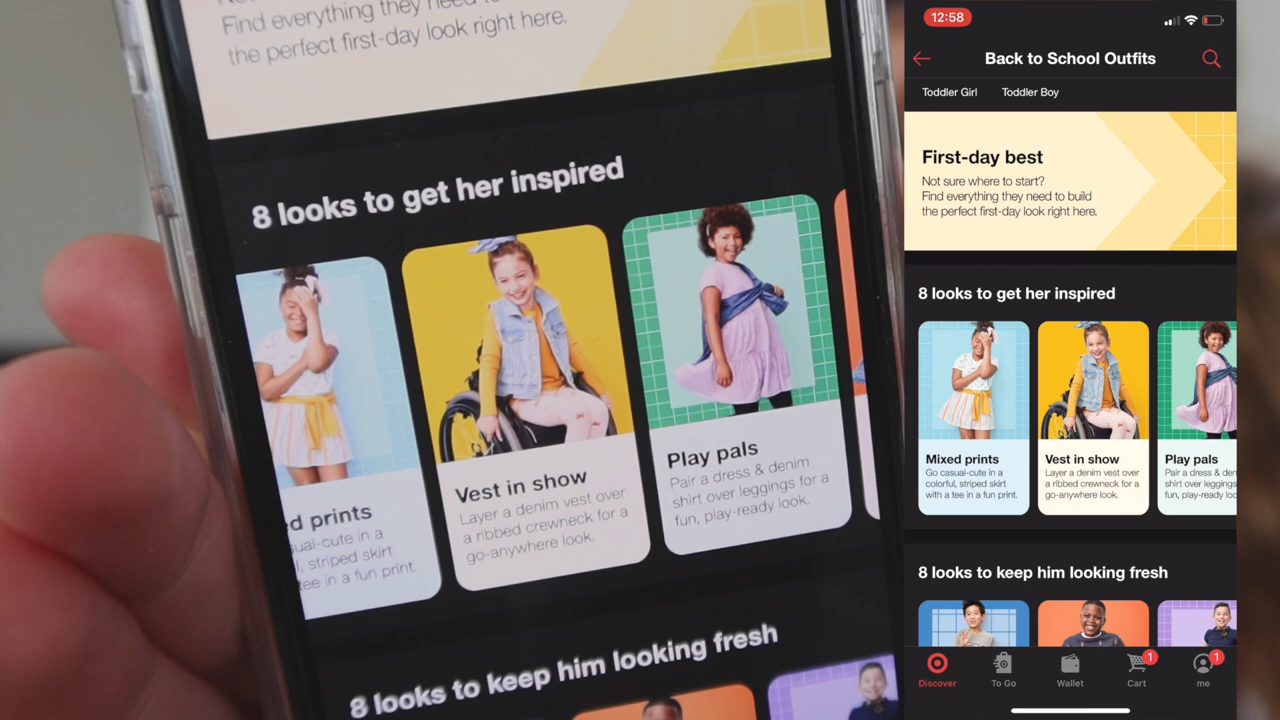 Find everything they need to
the perfect first-day look right here.
8 looks to get her inspired
d prints
sual-cute in a
l, striped skirt
tee in a fun print.
Vest in show
Layer a denim vest over
a ribbed crewneck for a
go-anywhere look.
Play pals
Pair a dress & denim
shirt over leggings for a
fun, play-ready look.
8 looks to keep him looking fresh
12:58
Back to School Outfits
Toddler Girl Toddler Boy
First-day best
Not sure where to start?
Find everything they need to build
the perfect first-day look right here.
8 looks to get her inspired
Mixed prints
Go casual-cute in a
colorful, striped skirt
with a tee in a fun print.
Vest in show
Layer a denim vest over
a ribbed crewneck for a
go-anywhere look.
Play pals
Pair a dress & den
shirt over leggings
fun, play-ready loo
8 looks to keep him looking fresh
1 1
Discover To Go Wallet Cart me